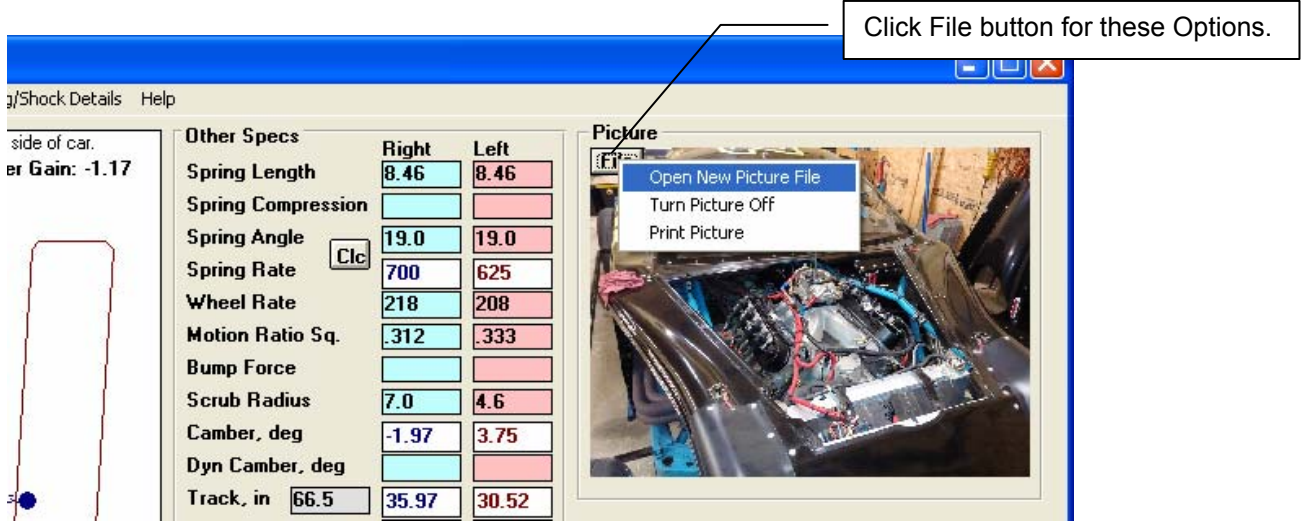 Click File button for these Options.
g/Shock Details Help
side of car.
er Gain: -1.17
Other Specs
Right Left
Spring Length 8.46 8.46
Spring Compression
Spring Angle 19.0 19.0
Clc
Spring Rate 700 625
Wheel Rate 218 208
Motion Ratio Sq. .312 .333
Bump Force
Scrub Radius 7.0 4.6
Camber, deg -1.97 3.75
Dyn Camber, deg
Track, in 66.5 35.97 30.52
Picture
File
Open New Picture File
Turn Picture Off
Print Picture